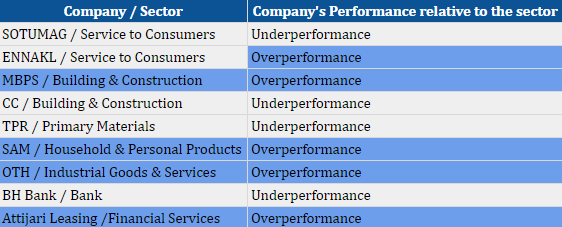 Company / Sector Company's Performance relative to the sector
SOTUMAG / Service to Consumers Underperformance
ENNAKL / Service to Consumers Overperformance
MBPS / Building & Construction Overperformance
CC / Building & Construction Underperformance
TPR / Primary Materials Underperformance
SAM / Household & Personal Products Overperformance
OTH / Industrial Goods & Services Overperformance
BH Bank / Bank Underperformance
Attijari Leasing /Financial Services Overperformance